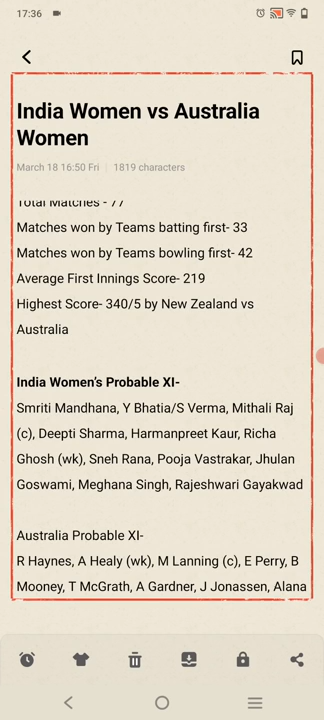 17:36
India Women vs Australia
Women
March 18 16:50 Fri | 1819 characters
Total Matches - 77
Matches won by Teams batting first- 33
Matches won by Teams bowling first- 42
Average First Innings Score- 219
Highest Score- 340/5 by New Zealand vs
Australia
India Women's Probable XI-
Smriti Mandhana, Y Bhatia/S Verma, Mithali Raj
(c), Deepti Sharma, Harmanpreet Kaur, Richa
Ghosh (wk), Sneh Rana, Pooja Vastrakar, Jhulan
Goswami, Meghana Singh, Rajeshwari Gayakwad
Australia Probable XI-
R Haynes, A Healy (wk), M Lanning (c), E Perry, B
Mooney, T McGrath, A Gardner, J Jonassen, Alana